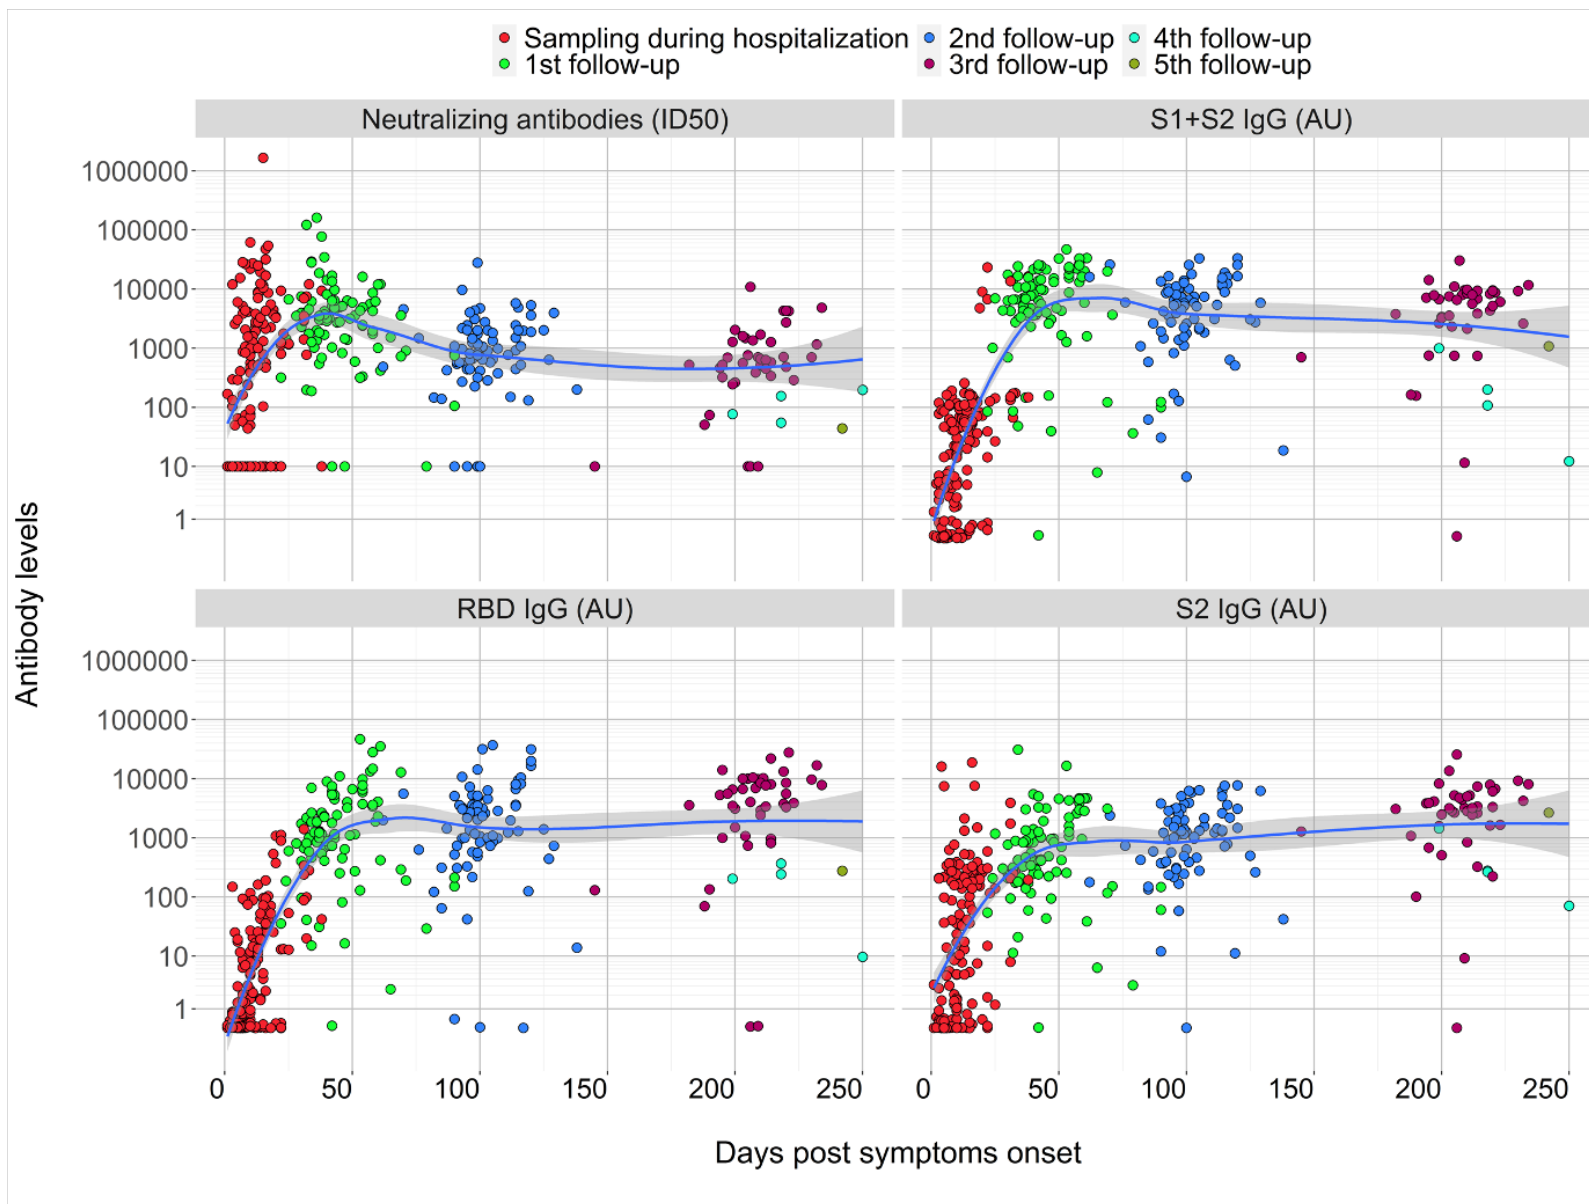 Sampling during hospitalization 2nd follow-up 4th follow-up
1st follow-up 3rd follow-up 5th follow-up
Neutralizing antibodies (ID50) S1+S2 IgG (AU)
1000000
100000
10000
1000
100
10
1
Antibody levels
RBD IgG (AU) S2 IgG (AU)
1000000
100000
10000
1000
100
10
1
0 50 100 150 200 250 0 50 100 150 200 250
Days post symptoms onset